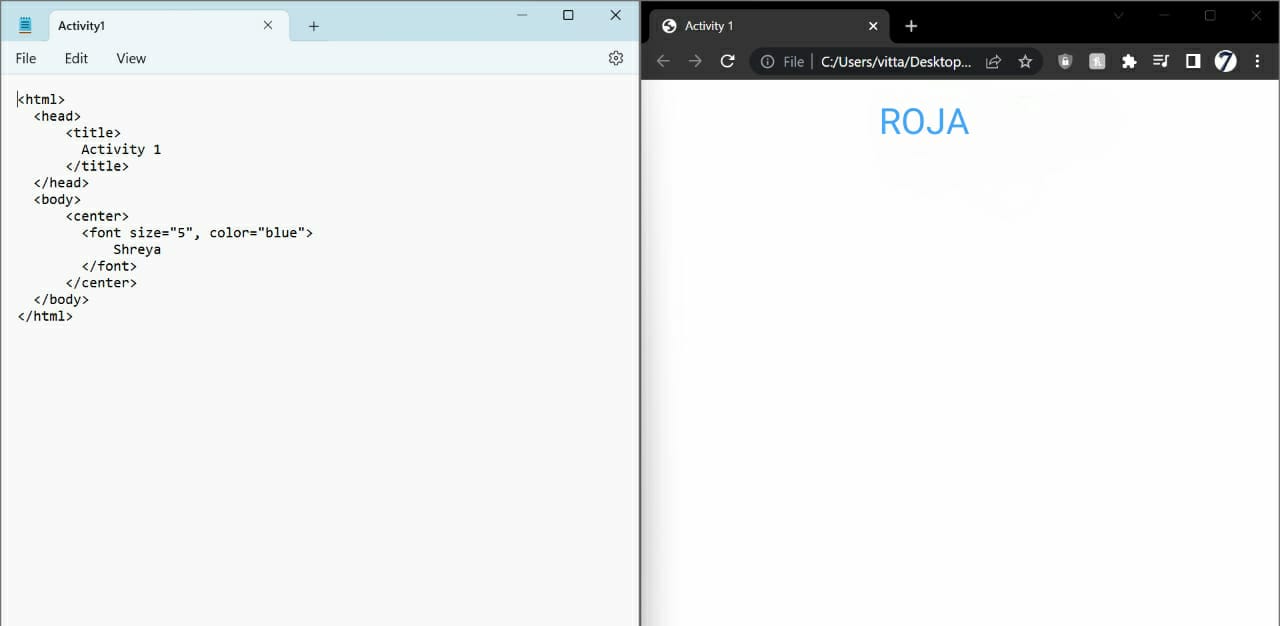 Activity1
File Edit View
<html>
<head>
<title>
Activity 1
</title>
</head>
<body>
<center>
<font size="5", color="blue">
Shreya
</font>
</center>
</body>
</html>
Activity 1
File | C:/Users/vitta/Desktop...
ROJA